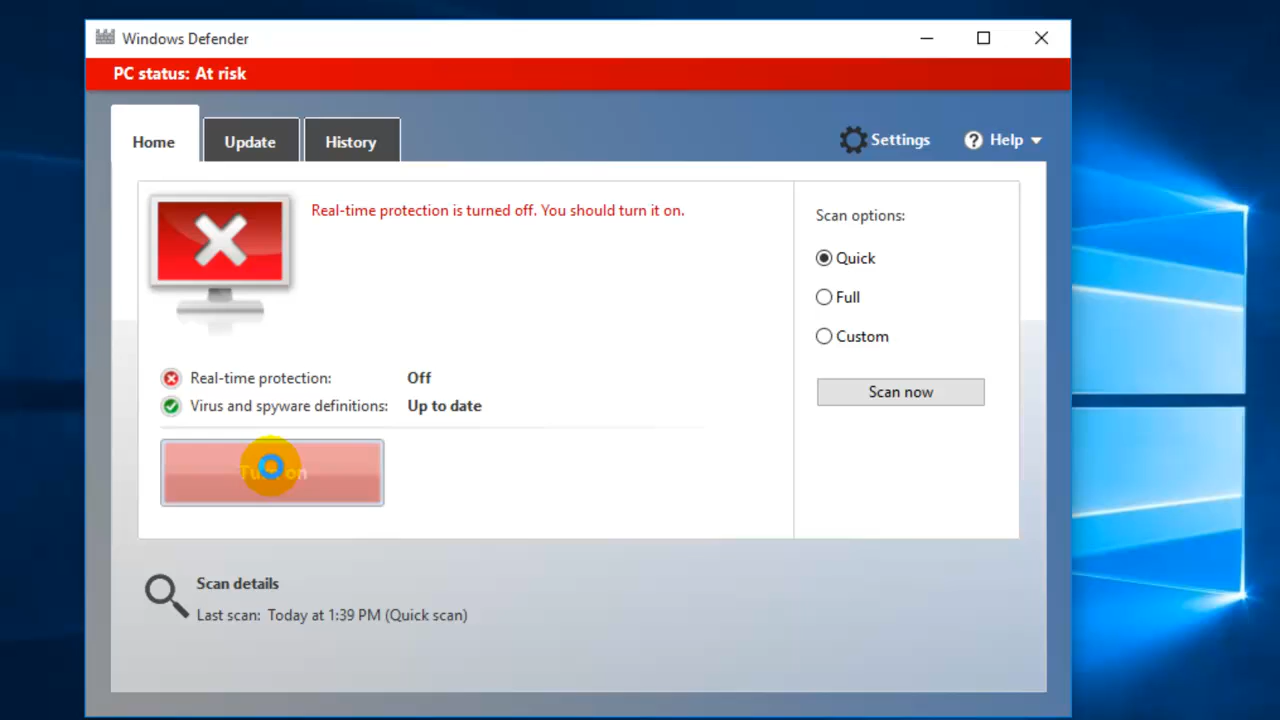 Windows Defender
PC status: At risk
Home
Update
History
Settings
Help
Real-time protection is turned off. You should turn it on.
Real-time protection: Off
Virus and spyware definitions: Up to date
Turn on
Scan options:
Quick
Full
Custom
Scan now
Scan details
Last scan: Today at 1:39 PM (Quick scan)